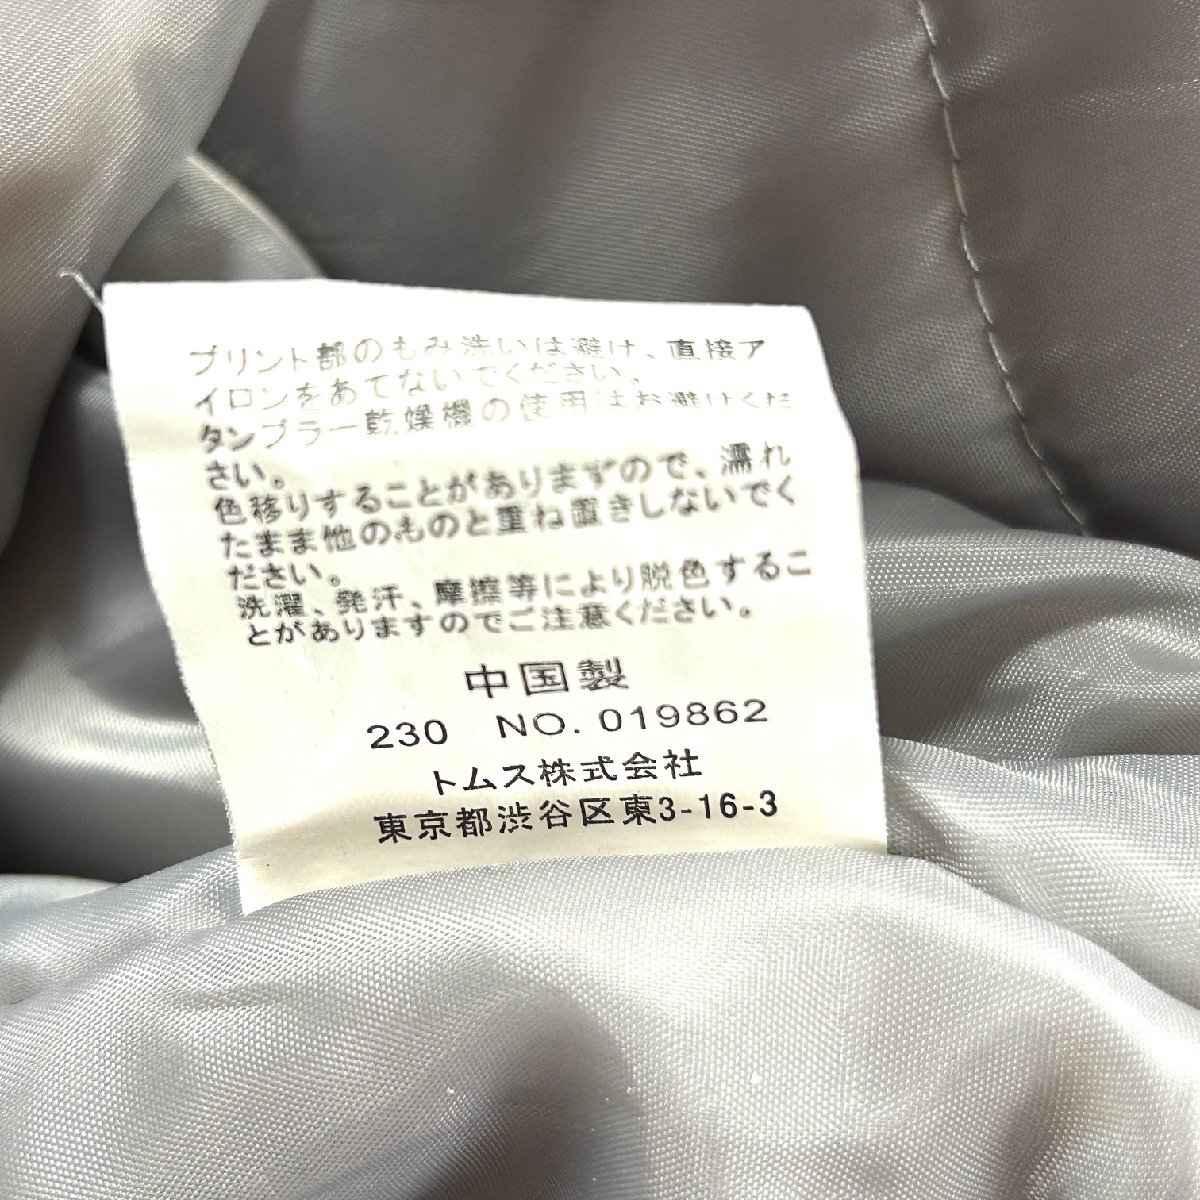 プリント部のもみ洗いは避け、直接ア
イロンをあてないでください。
タンブラー乾燥機の使用はお避けくだ
さい。
色移りすることがありますので、濡れ
たまま他のものと重ね置きしないでく
ださい。
洗濯、発汗、摩擦等により脱色するこ
とがありますのでご注意ください。
中国製
230 NO. 019862
トムス株式会社
東京都渋谷区東3-16-3